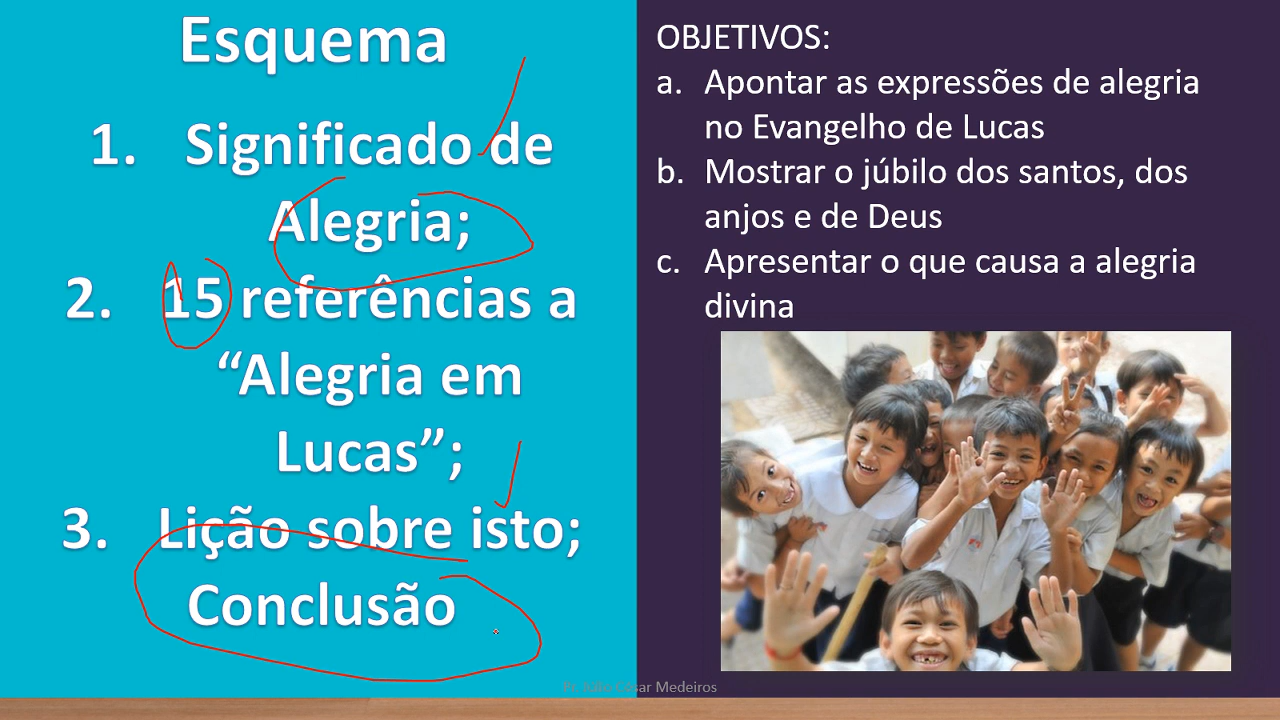 Esquema
1. Significado de
Alegria;
2. 15 referências a
“Alegria em
Lucas”;
3. Lição sobre isto;
Conclusão
OBJETIVOS:
a. Apontar as expressões de alegria
no Evangelho de Lucas
b. Mostrar o júbilo dos santos, dos
anjos e de Deus
c. Apresentar o que causa a alegria
divina
Pr. Júlio César Medeiros